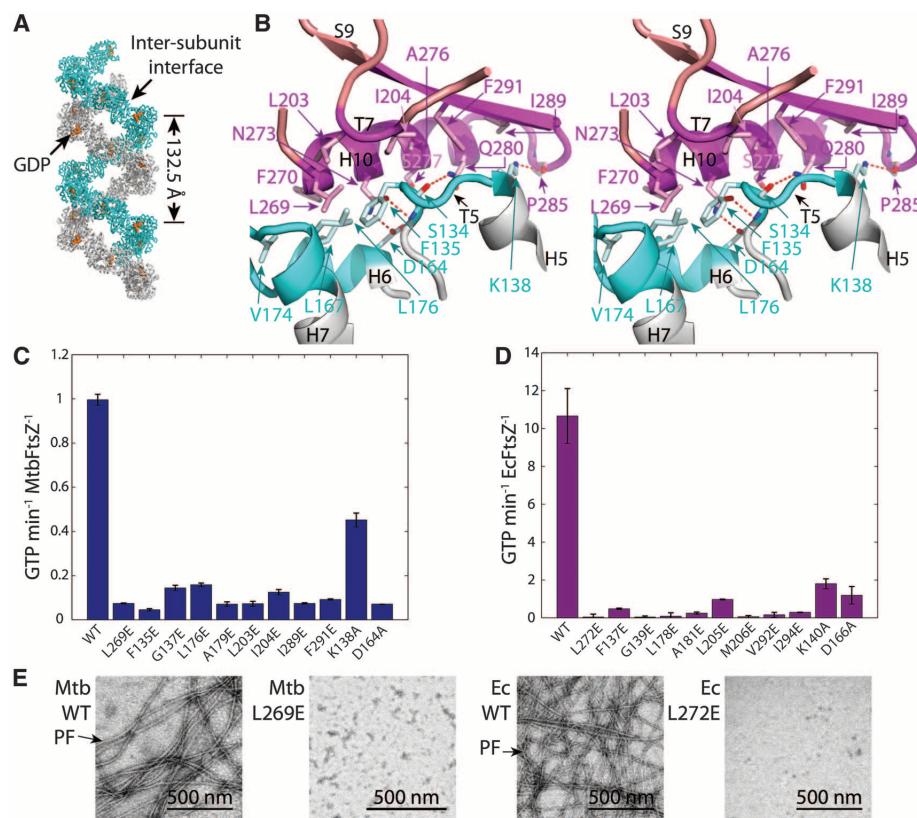 A
Inter-subunit
interface
GDP
132.5 Å
B
S9
A276
L203
I204
F291
I289
N273
T7
H10
S277
Q280
F270
L269
T5
P285
S134
F135
D164
H5
H6
K138
V174
L167
L176
H7
S9
A276
L203
I204
F291
I289
N273
T7
H10
S277
Q280
F270
L269
T5
P285
S134
F135
D164
H5
H6
K138
V174
L167
L176
H7
C
GTP min⁻¹ MtbFtsZ⁻¹
1.2
1
0.8
0.6
0.4
0.2
0
WT
L269E
F135E
G137E
L176E
A179E
L203E
I204E
I289E
F291E
K138A
D164A
D
GTP min⁻¹ EcFtsZ⁻¹
14
12
10
8
6
4
2
0
WT
L272E
F137E
G139E
L178E
A181E
L205E
M206E
V292E
I294E
K140A
D166A
E
Mtb
WT
PF
500 nm
Mtb
L269E
500 nm
Ec
WT
PF
500 nm
Ec
L272E
500 nm